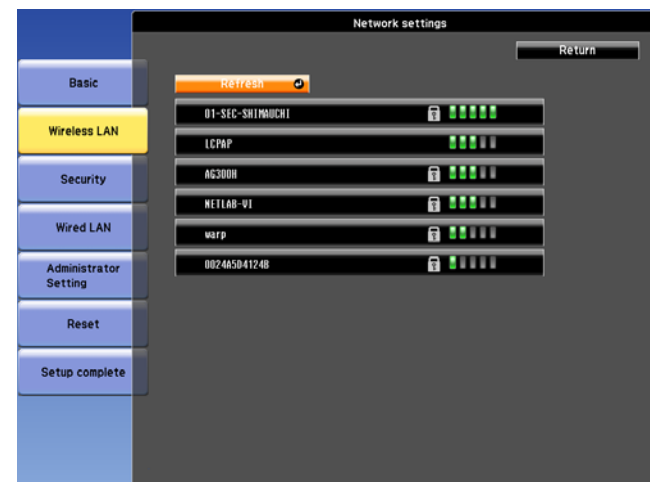 Network settings
Return
Basic
Wireless LAN
Security
Wired LAN
Administrator
Setting
Reset
Setup complete
Refresh
01-SEC-SHIMAUCHI
LCPAP
AG300H
NETLAB-VI
warp
0024A5D4124B